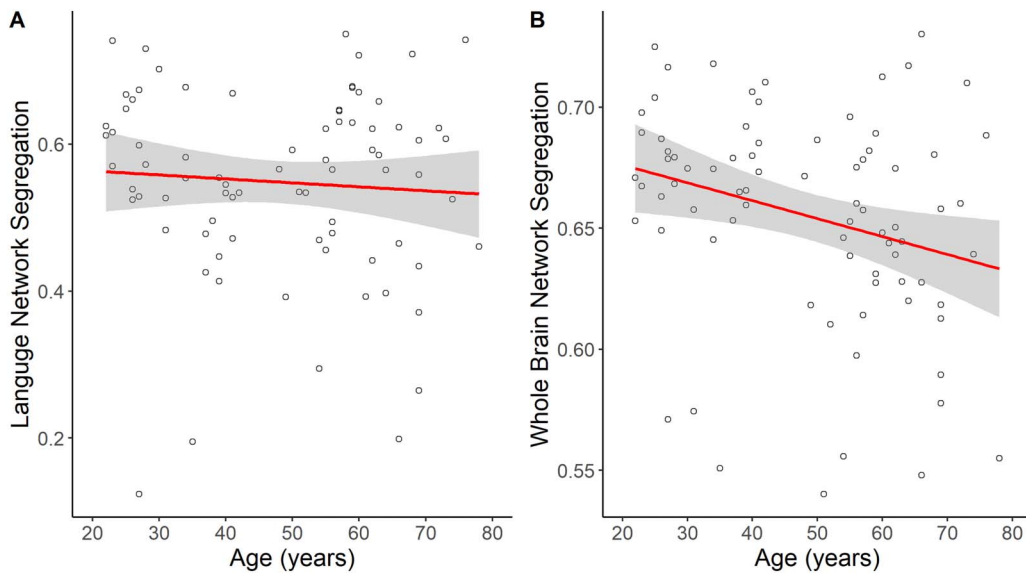 A
Languge Network Segregation
0.6
0.4
0.2
20 30 40 50 60 70 80
Age (years)
B
Whole Brain Network Segregation
0.70
0.65
0.60
0.55
20 30 40 50 60 70 80
Age (years)